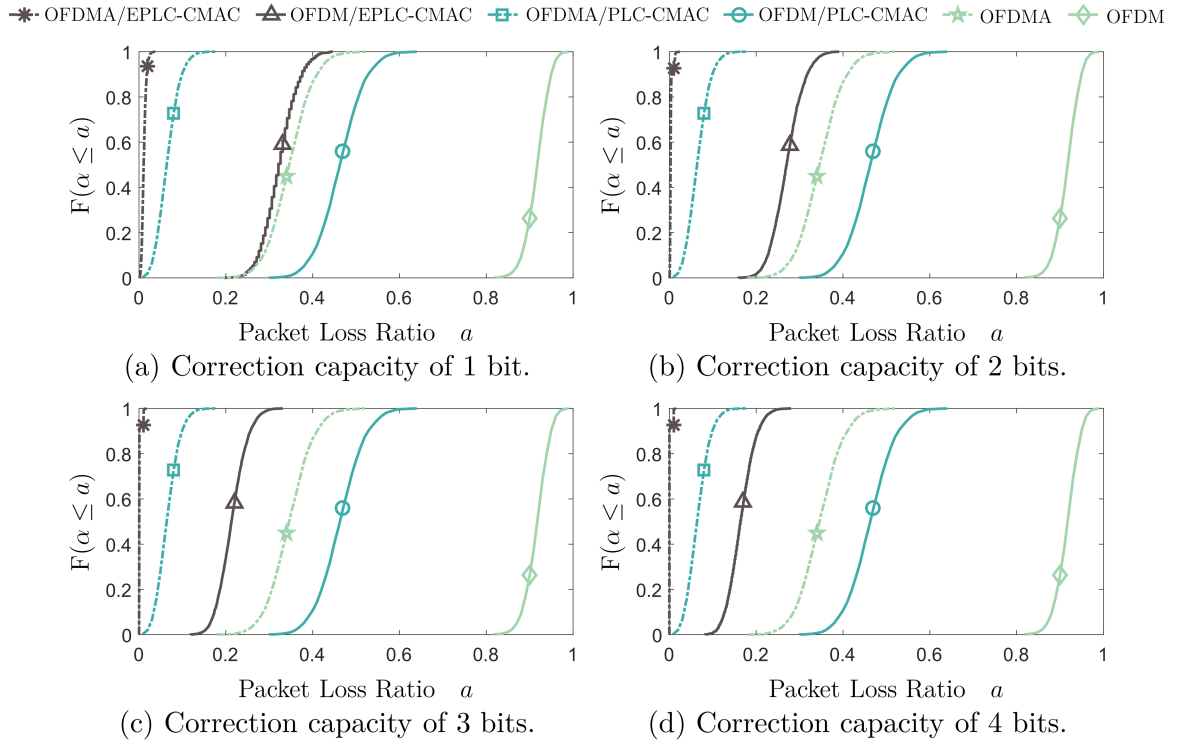 OFDMA/EPLC-CMAC OFDM/EPLC-CMAC OFDMA/PLC-CMAC OFDM/PLC-CMAC OFDMA OFDM
1
0.8
0.6
0.4
0.2
0
F(α ≤ a)
0 0.2 0.4 0.6 0.8 1
Packet Loss Ratio a
(a) Correction capacity of 1 bit.
1
0.8
0.6
0.4
0.2
0
F(α ≤ a)
0 0.2 0.4 0.6 0.8 1
Packet Loss Ratio a
(b) Correction capacity of 2 bits.
1
0.8
0.6
0.4
0.2
0
F(α ≤ a)
0 0.2 0.4 0.6 0.8 1
Packet Loss Ratio a
(c) Correction capacity of 3 bits.
1
0.8
0.6
0.4
0.2
0
F(α ≤ a)
0 0.2 0.4 0.6 0.8 1
Packet Loss Ratio a
(d) Correction capacity of 4 bits.